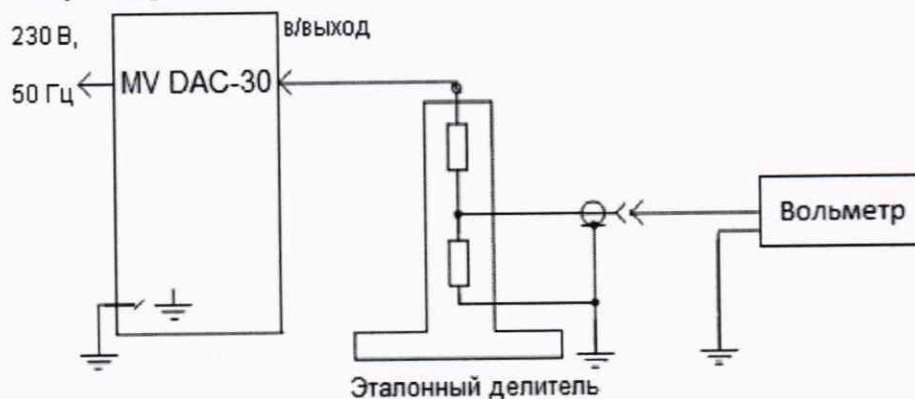 230 В,
50 Гц
в/выход
MV DAC-30
Вольметр
Эталонный делитель